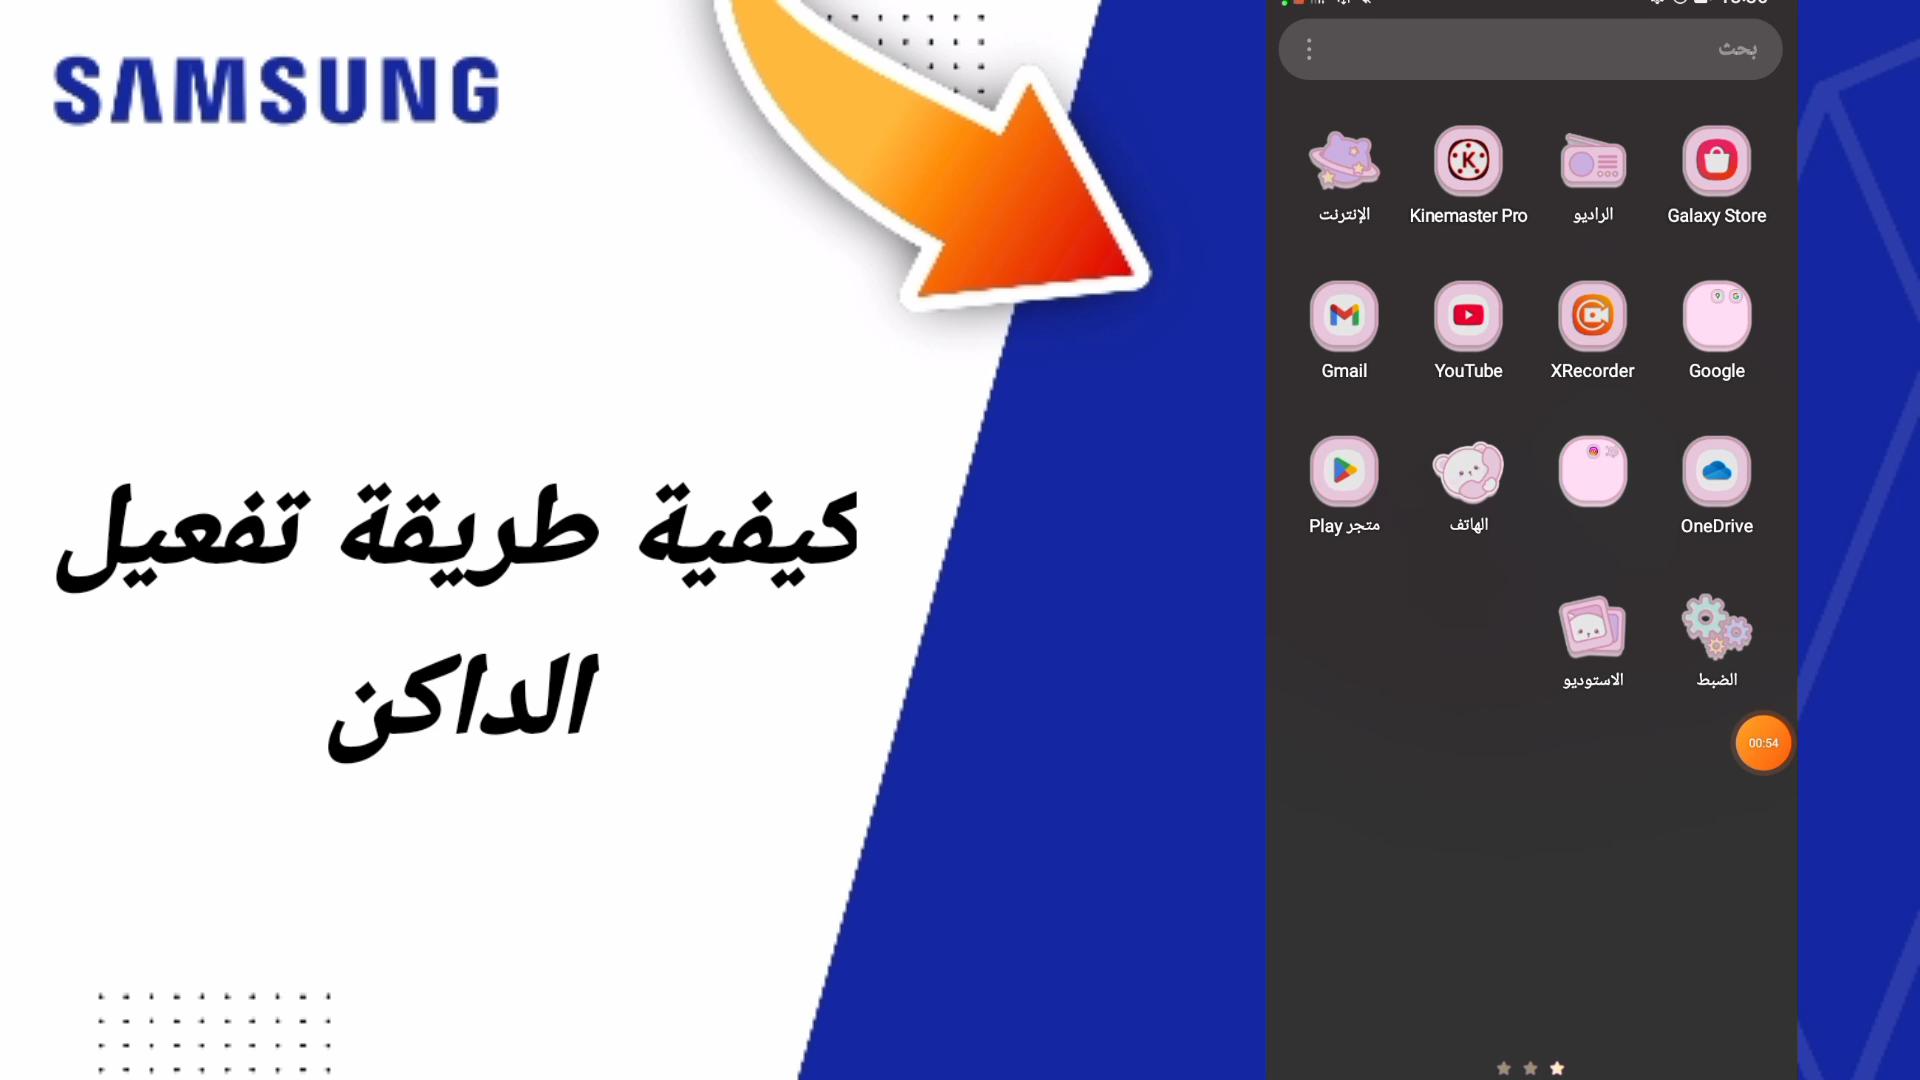 SAMSUNG
كيفية طريقة تفعيل
الداكن
بحث
الإنترنت
Kinemaster Pro
الراديو
Galaxy Store
Gmail
YouTube
XRecorder
Google
متجر Play
الهاتف
OneDrive
الاستوديو
الضبط
00:54